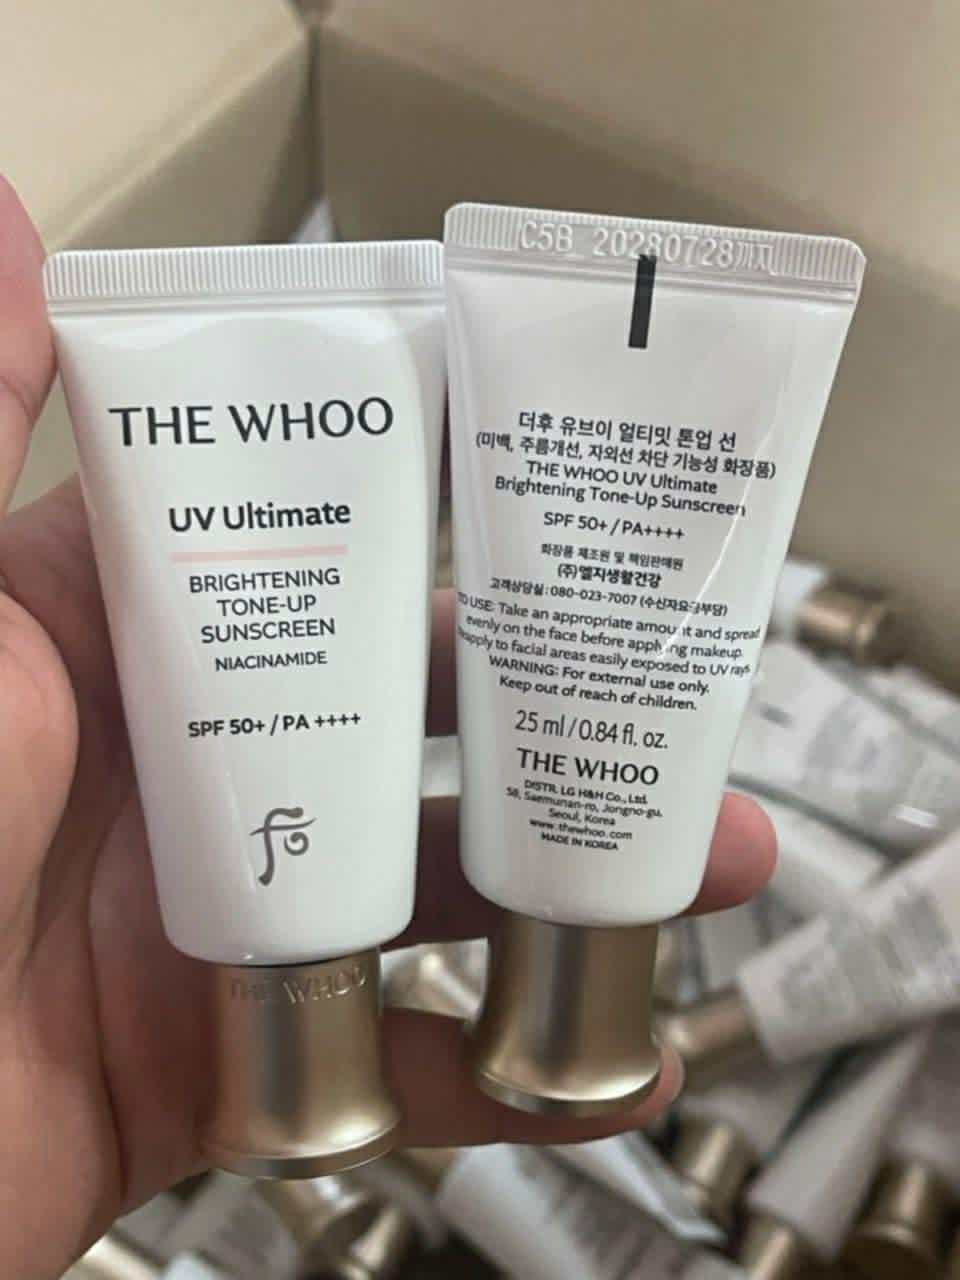 THE WHOO
UV Ultimate
BRIGHTENING
TONE-UP
SUNSCREEN
NIACINAMIDE
SPF 50+ / PA ++++
THE WHOO
C5B 20280728까지
더후 유브이 얼티밋 톤업 선
(미백, 주름개선, 자외선 차단 기능성 화장품)
THE WHOO UV Ultimate
Brightening Tone-Up Sunscreen
SPF 50+ / PA++++
화장품 제조원 및 책임판매원
(주)엘지생활건강
고객상담실 : 080-023-7007 (수신자요금부담)
TO USE: Take an appropriate amount and spread
evenly on the face before applying makeup.
Reapply to facial areas easily exposed to UV rays.
WARNING: For external use only.
Keep out of reach of children.
25 ml / 0.84 fl. oz.
THE WHOO
DISTR. LG H&H Co., Ltd.
58, Saemunan-ro, Jongno-gu,
Seoul, Korea
www.thewhoo.com
MADE IN KOREA